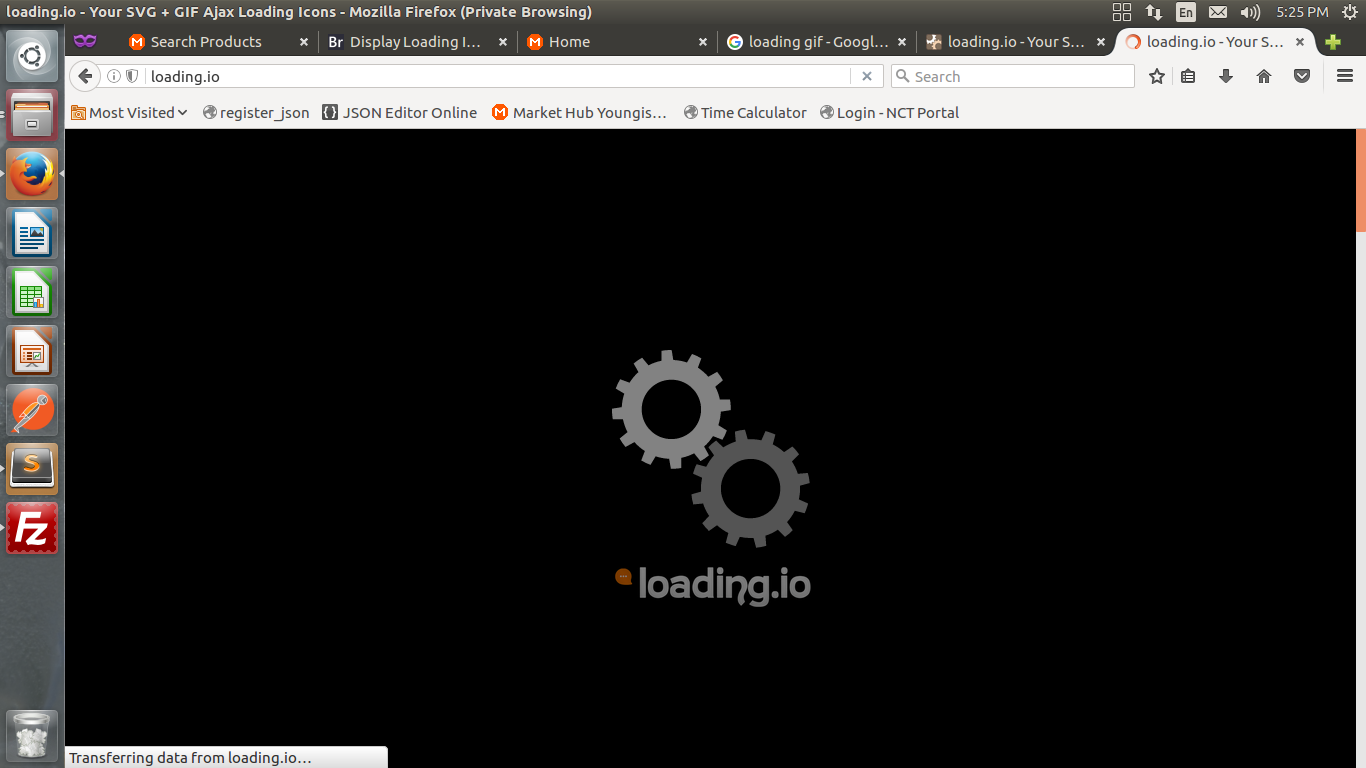 loading.io - Your SVG + GIF Ajax Loading Icons - Mozilla Firefox (Private Browsing)
En
5:25 PM
Search Products
Br Display Loading I...
Home
loading gif - Googl...
loading.io - Your S...
loading.io - Your S...
loading.io
Search
Most Visited
register_json
JSON Editor Online
Market Hub Youngis...
Time Calculator
Login - NCT Portal
S
Fz
loading.io
Transferring data from loading.io...